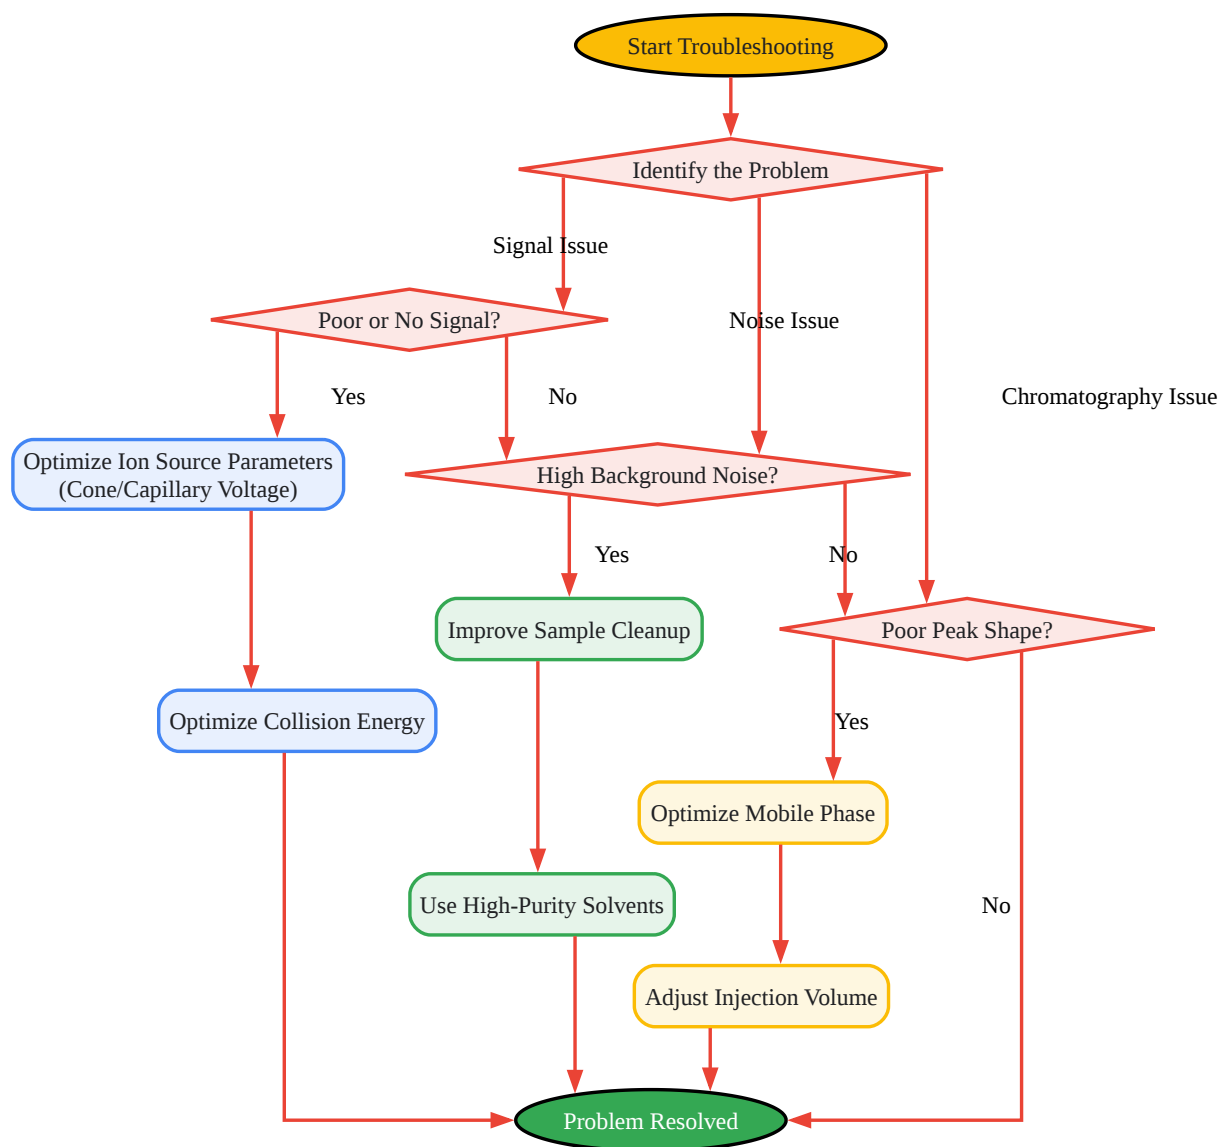 Start Troubleshooting
Identify the Problem
Signal Issue
Poor or No Signal?
Noise Issue
Yes
No
Chromatography Issue
Optimize Ion Source Parameters
(Cone/Capillary Voltage)
High Background Noise?
Yes
No
Improve Sample Cleanup
Poor Peak Shape?
Optimize Collision Energy
Yes
Optimize Mobile Phase
Use High-Purity Solvents
No
Adjust Injection Volume
Problem Resolved